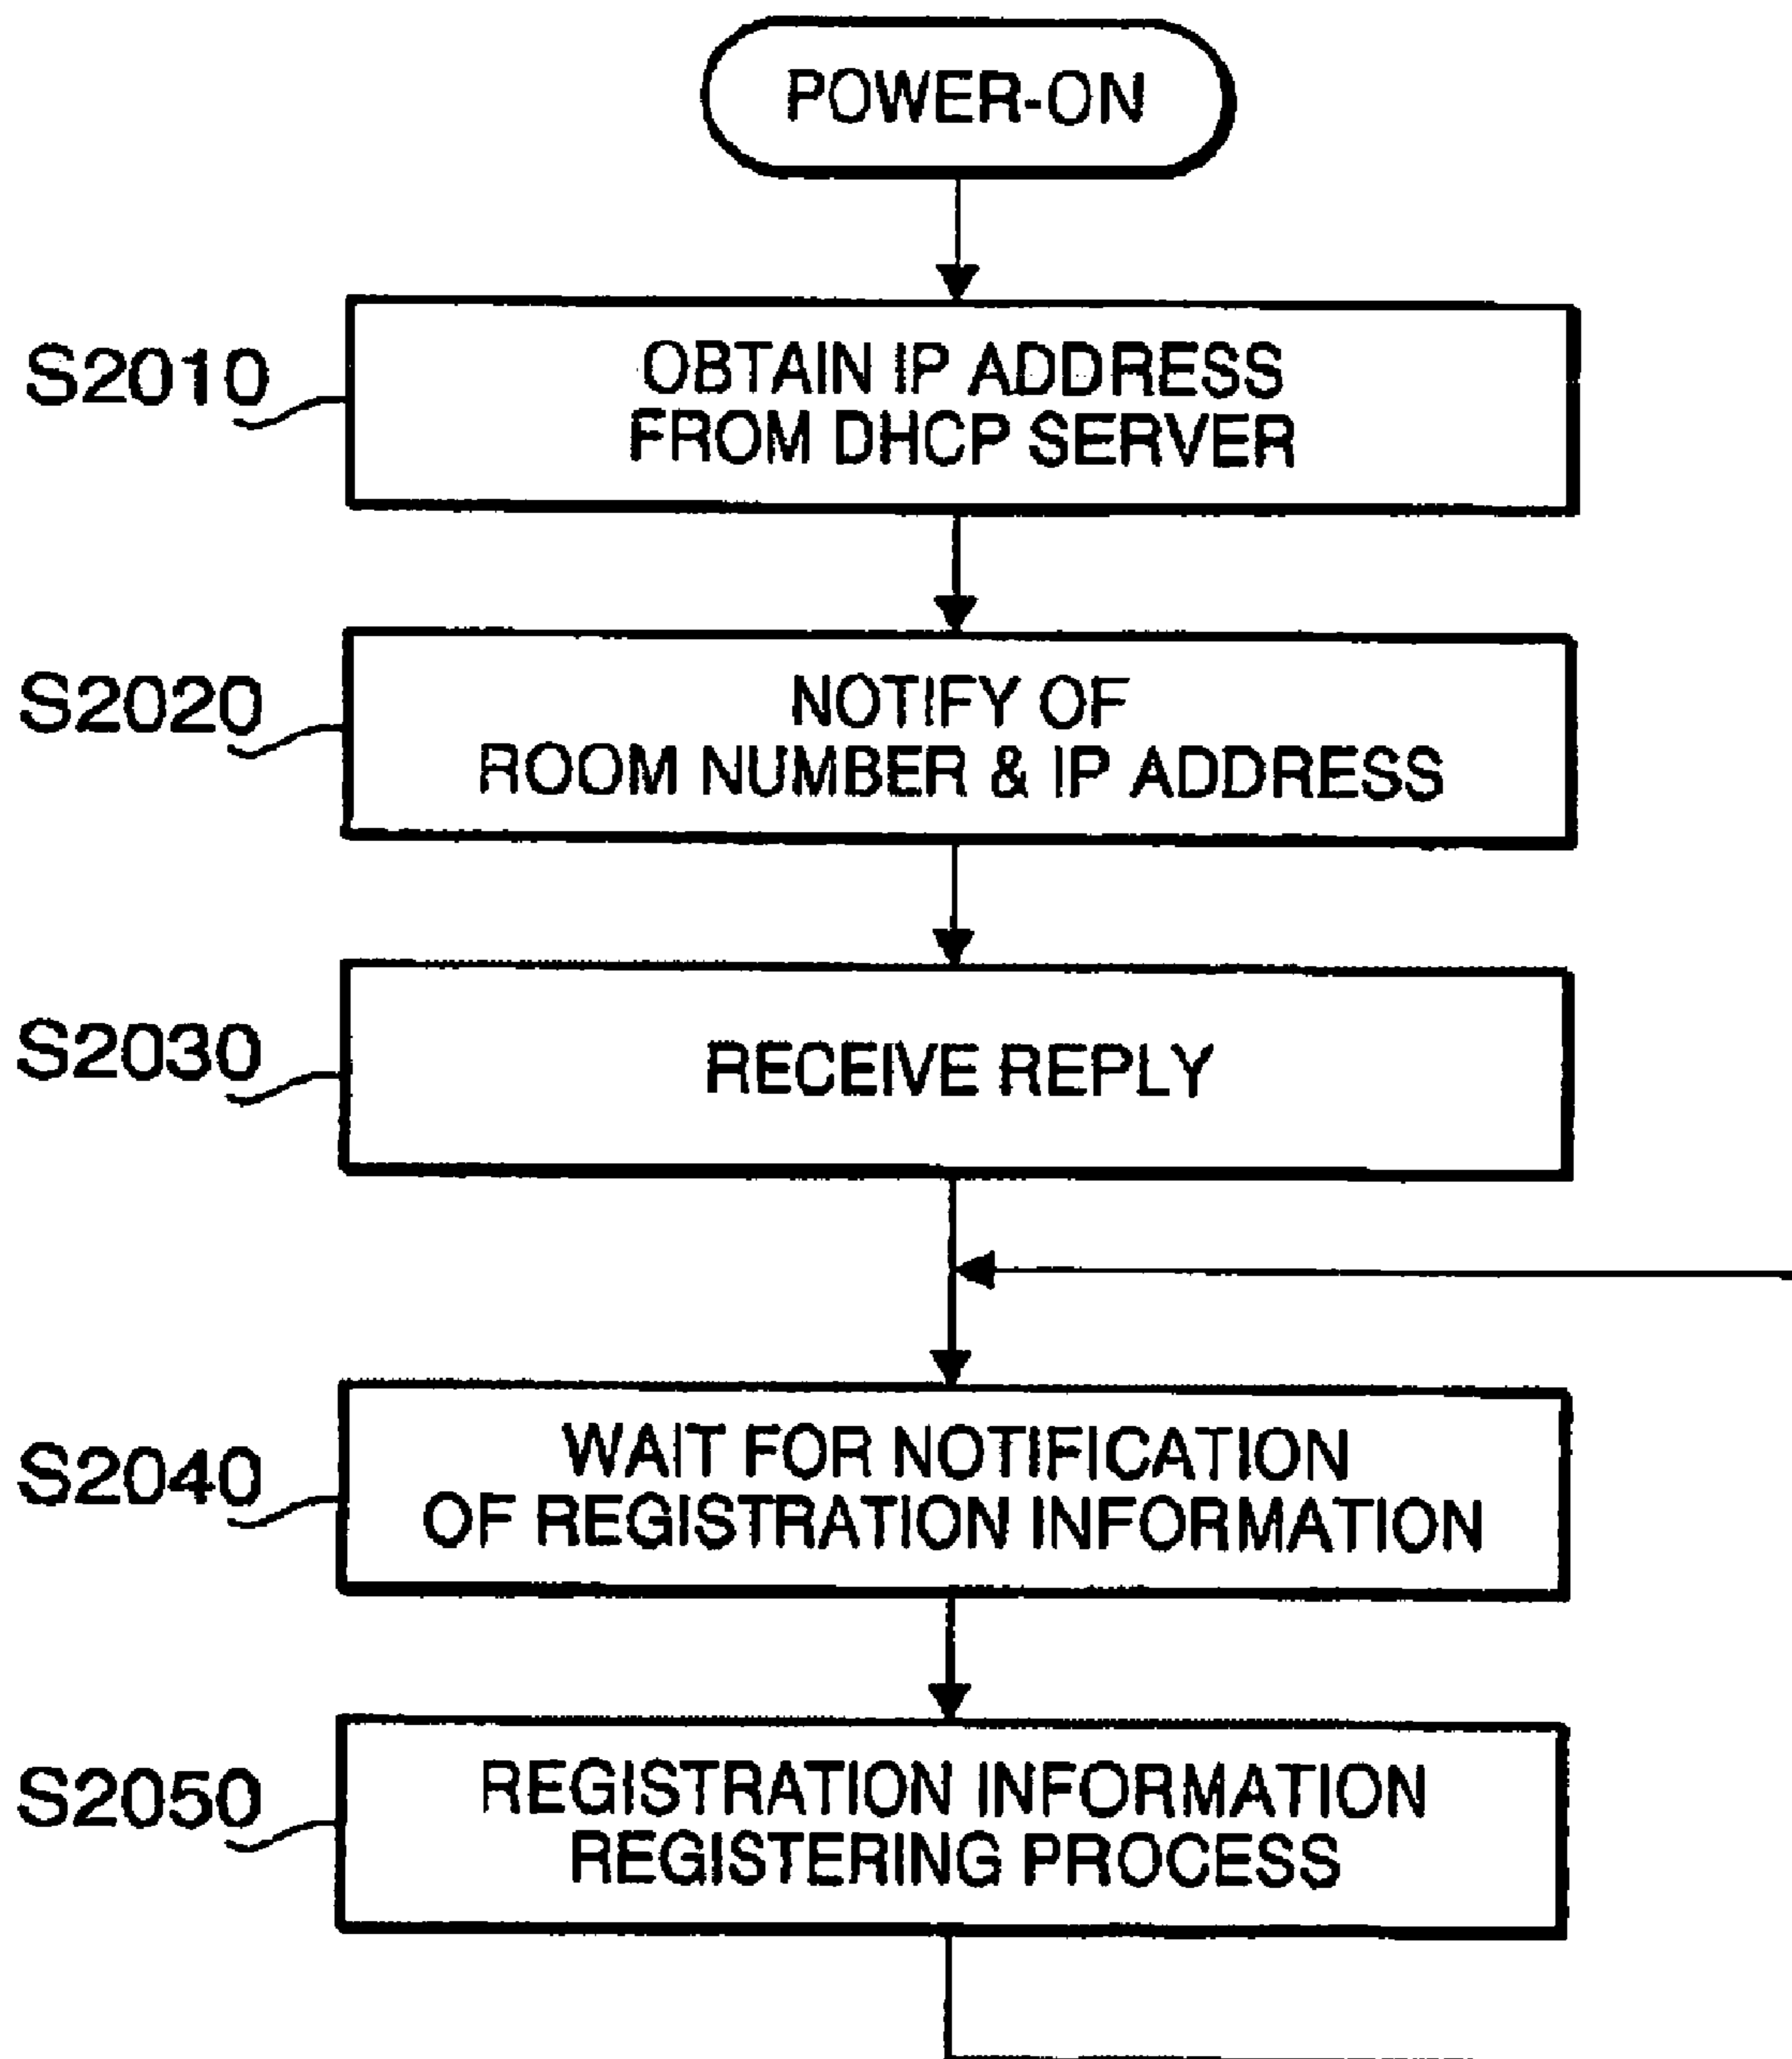 POWER-ON
S2010
OBTAIN IP ADDRESS
FROM DHCP SERVER
S2020
NOTIFY OF
ROOM NUMBER & IP ADDRESS
S2030
RECEIVE REPLY
S2040
WAIT FOR NOTIFICATION
OF REGISTRATION INFORMATION
S2050
REGISTRATION INFORMATION
REGISTERING PROCESS